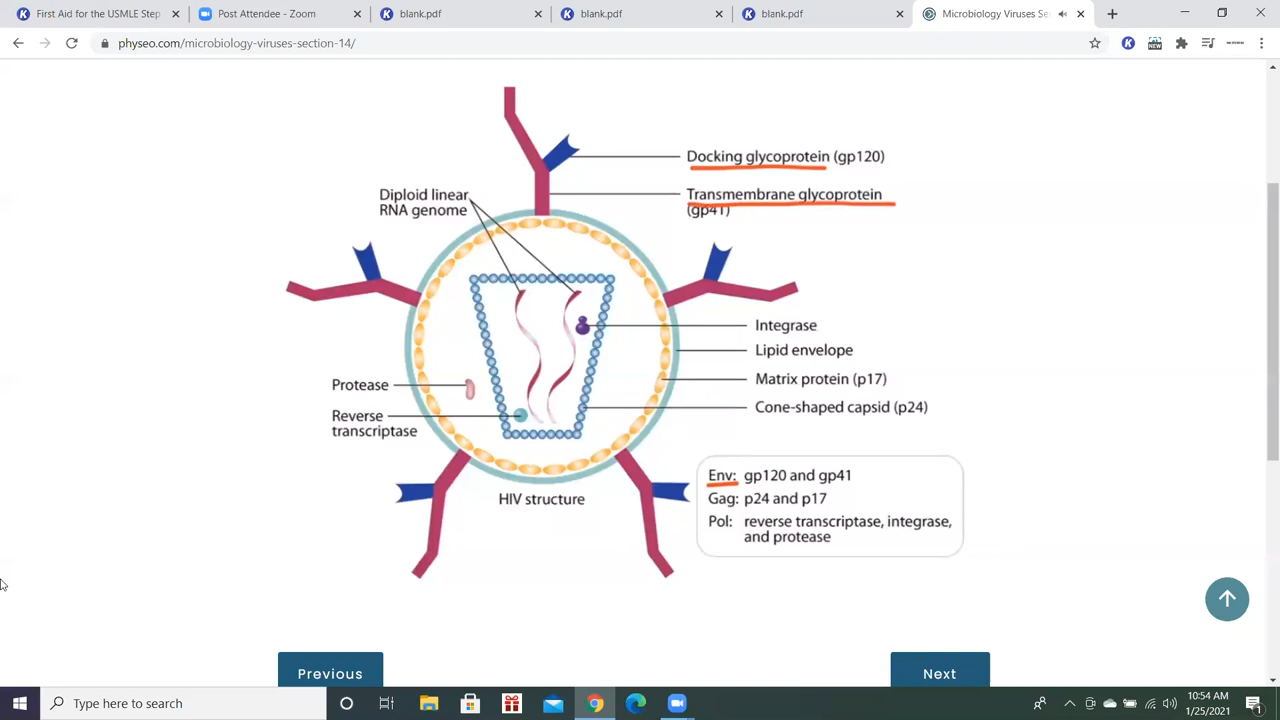 First Aid for the USMLE Step
Post Attendee - Zoom
blank.pdf
blank.pdf
blank.pdf
Microbiology Viruses Se
physeo.com/microbiology-viruses-section-14/
NEW
Docking glycoprotein (gp120)
Transmembrane glycoprotein
(gp41)
Diploid linear
RNA genome
Integrase
Lipid envelope
Matrix protein (p17)
Cone-shaped capsid (p24)
Protease
Reverse
transcriptase
HIV structure
Env: gp120 and gp41
Gag: p24 and p17
Pol: reverse transcriptase, integrase,
and protease
Previous
Next
Type here to search
10:54 AM
1/25/2021
1